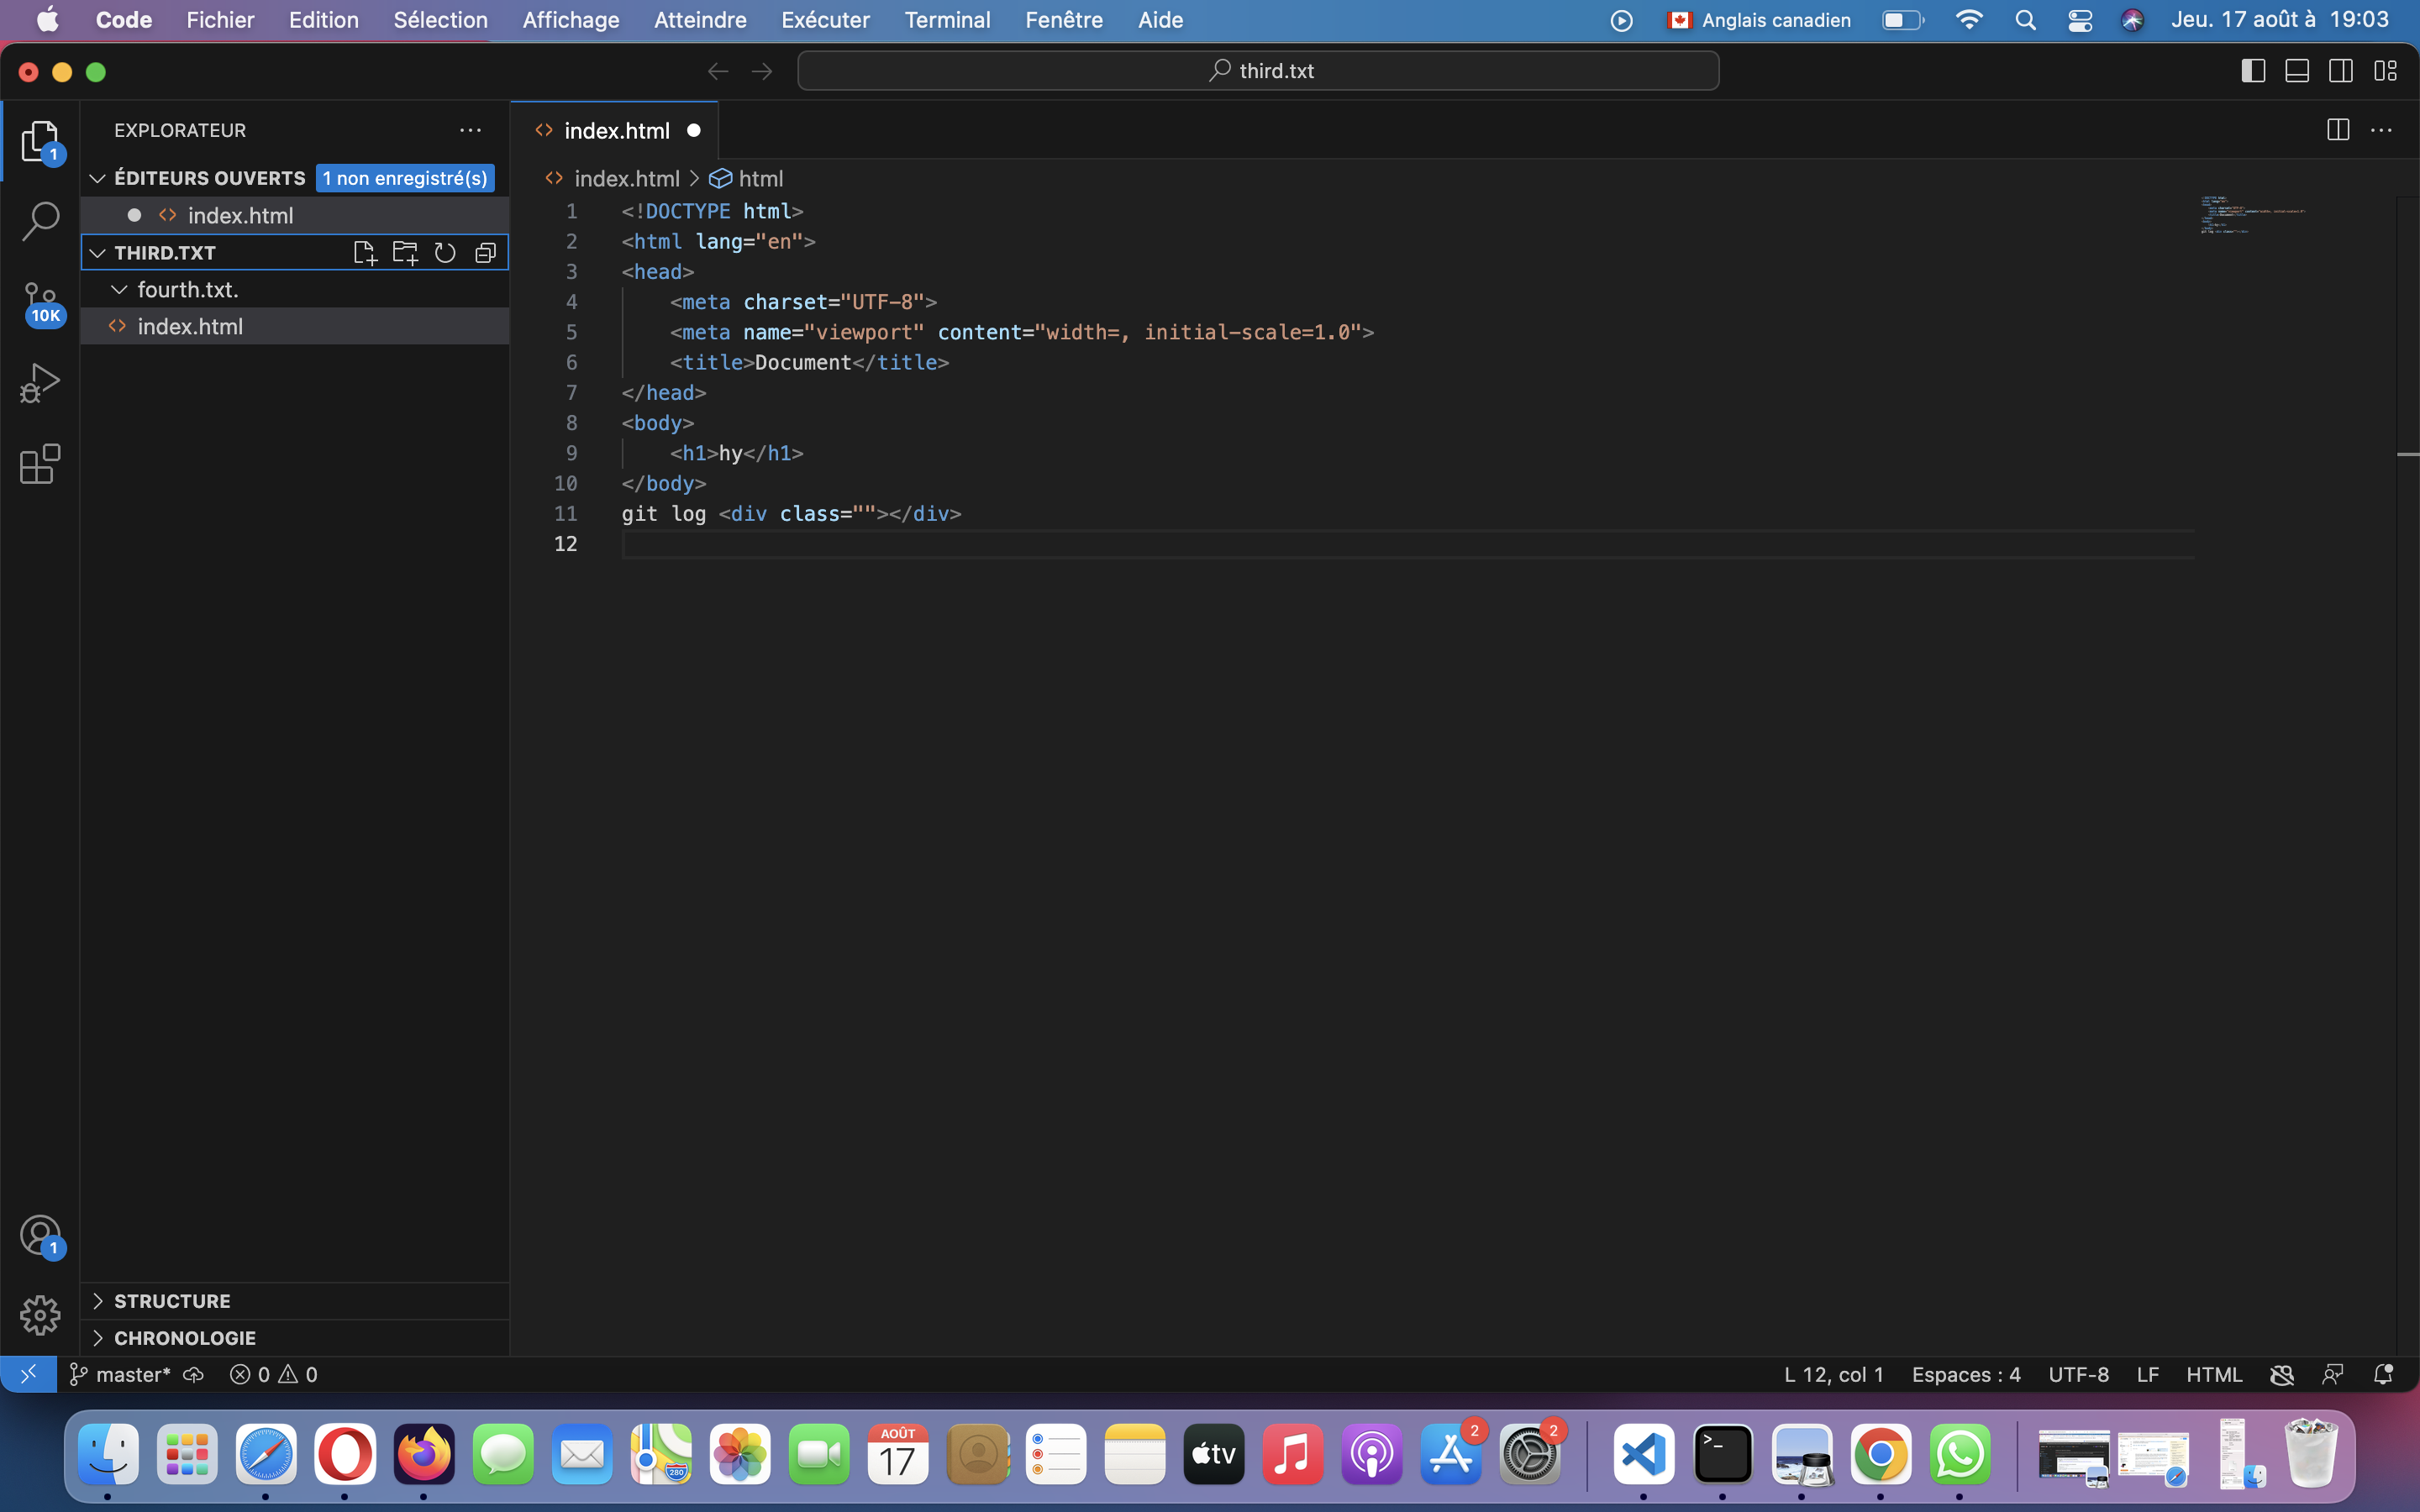 Code Fichier Edition Sélection Affichage Atteindre Exécuter Terminal Fenêtre Aide Anglais canadien Jeu. 17 août à 19:03
third.txt
EXPLORATEUR
ÉDITEURS OUVERTS 1 non enregistré(s)
index.html
THIRD.TXT
fourth.txt.
index.html
1
10K
index.html
index.html > html
1 <!DOCTYPE html>
2 <html lang="en">
3 <head>
4 <meta charset="UTF-8">
5 <meta name="viewport" content="width=, initial-scale=1.0">
6 <title>Document</title>
7 </head>
8 <body>
9 <h1>hy</h1>
10 </body>
11 git log <div class=""></div>
12
1
STRUCTURE
CHRONOLOGIE
master* 0 0 L 12, col 1 Espaces : 4 UTF-8 LF HTML
280 AOÛT 17 tv 2 2 >_